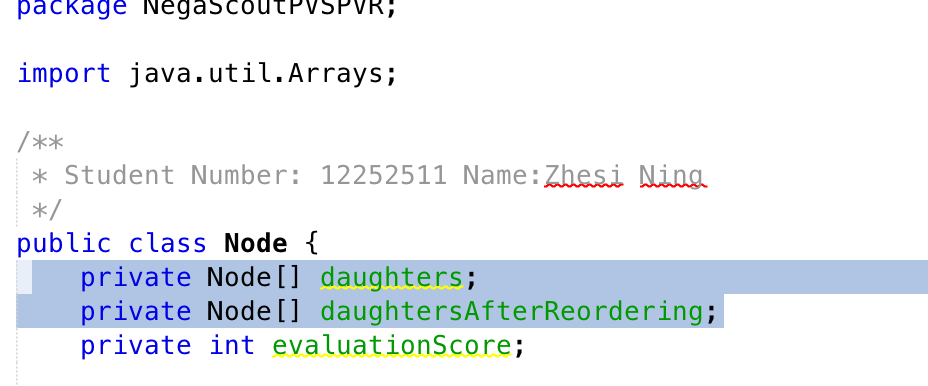 package NegaScoutPVSPVR;
import java.util.Arrays;
/**
* Student Number: 12252511 Name:Zhesi Ning
*/
public class Node {
private Node[] daughters;
private Node[] daughtersAfterReordering;
private int evaluationScore;